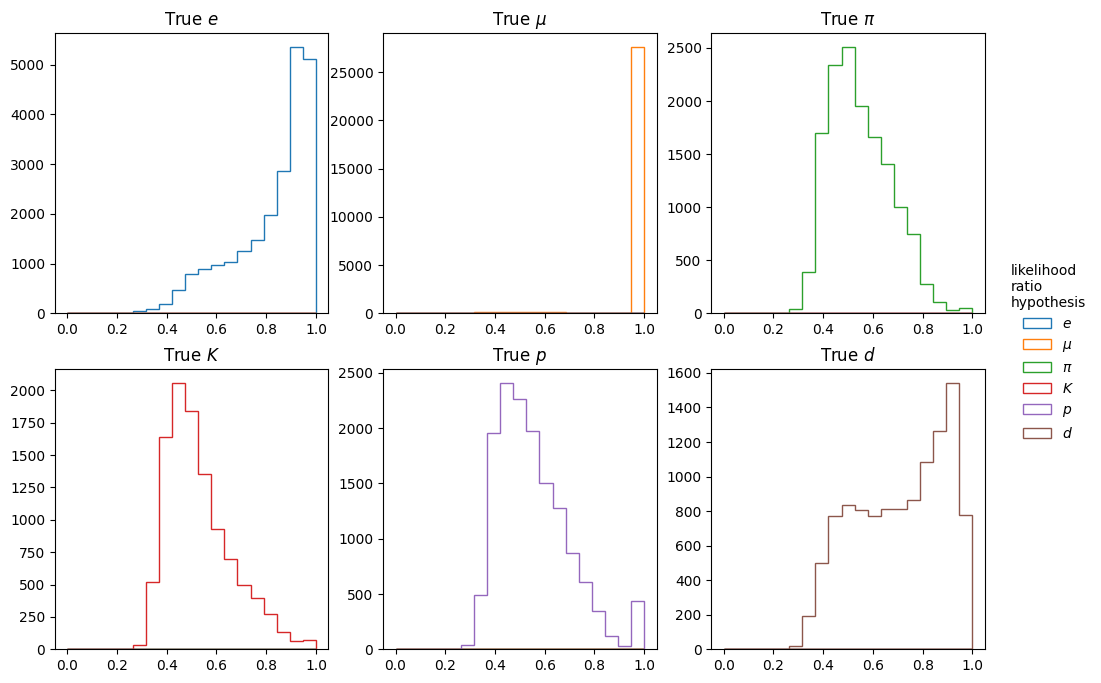 True e
True μ
True π
5000
4000
3000
2000
1000
0
25000
20000
15000
10000
5000
0
2500
2000
1500
1000
500
0
0.0 0.2 0.4 0.6 0.8 1.0
0.0 0.2 0.4 0.6 0.8 1.0
0.0 0.2 0.4 0.6 0.8 1.0
True K
True p
True d
2000
1750
1500
1250
1000
750
500
250
0
2500
2000
1500
1000
500
0
1600
1400
1200
1000
800
600
400
200
0
0.0 0.2 0.4 0.6 0.8 1.0
0.0 0.2 0.4 0.6 0.8 1.0
0.0 0.2 0.4 0.6 0.8 1.0
likelihood
ratio
hypothesis
e
μ
π
K
p
d